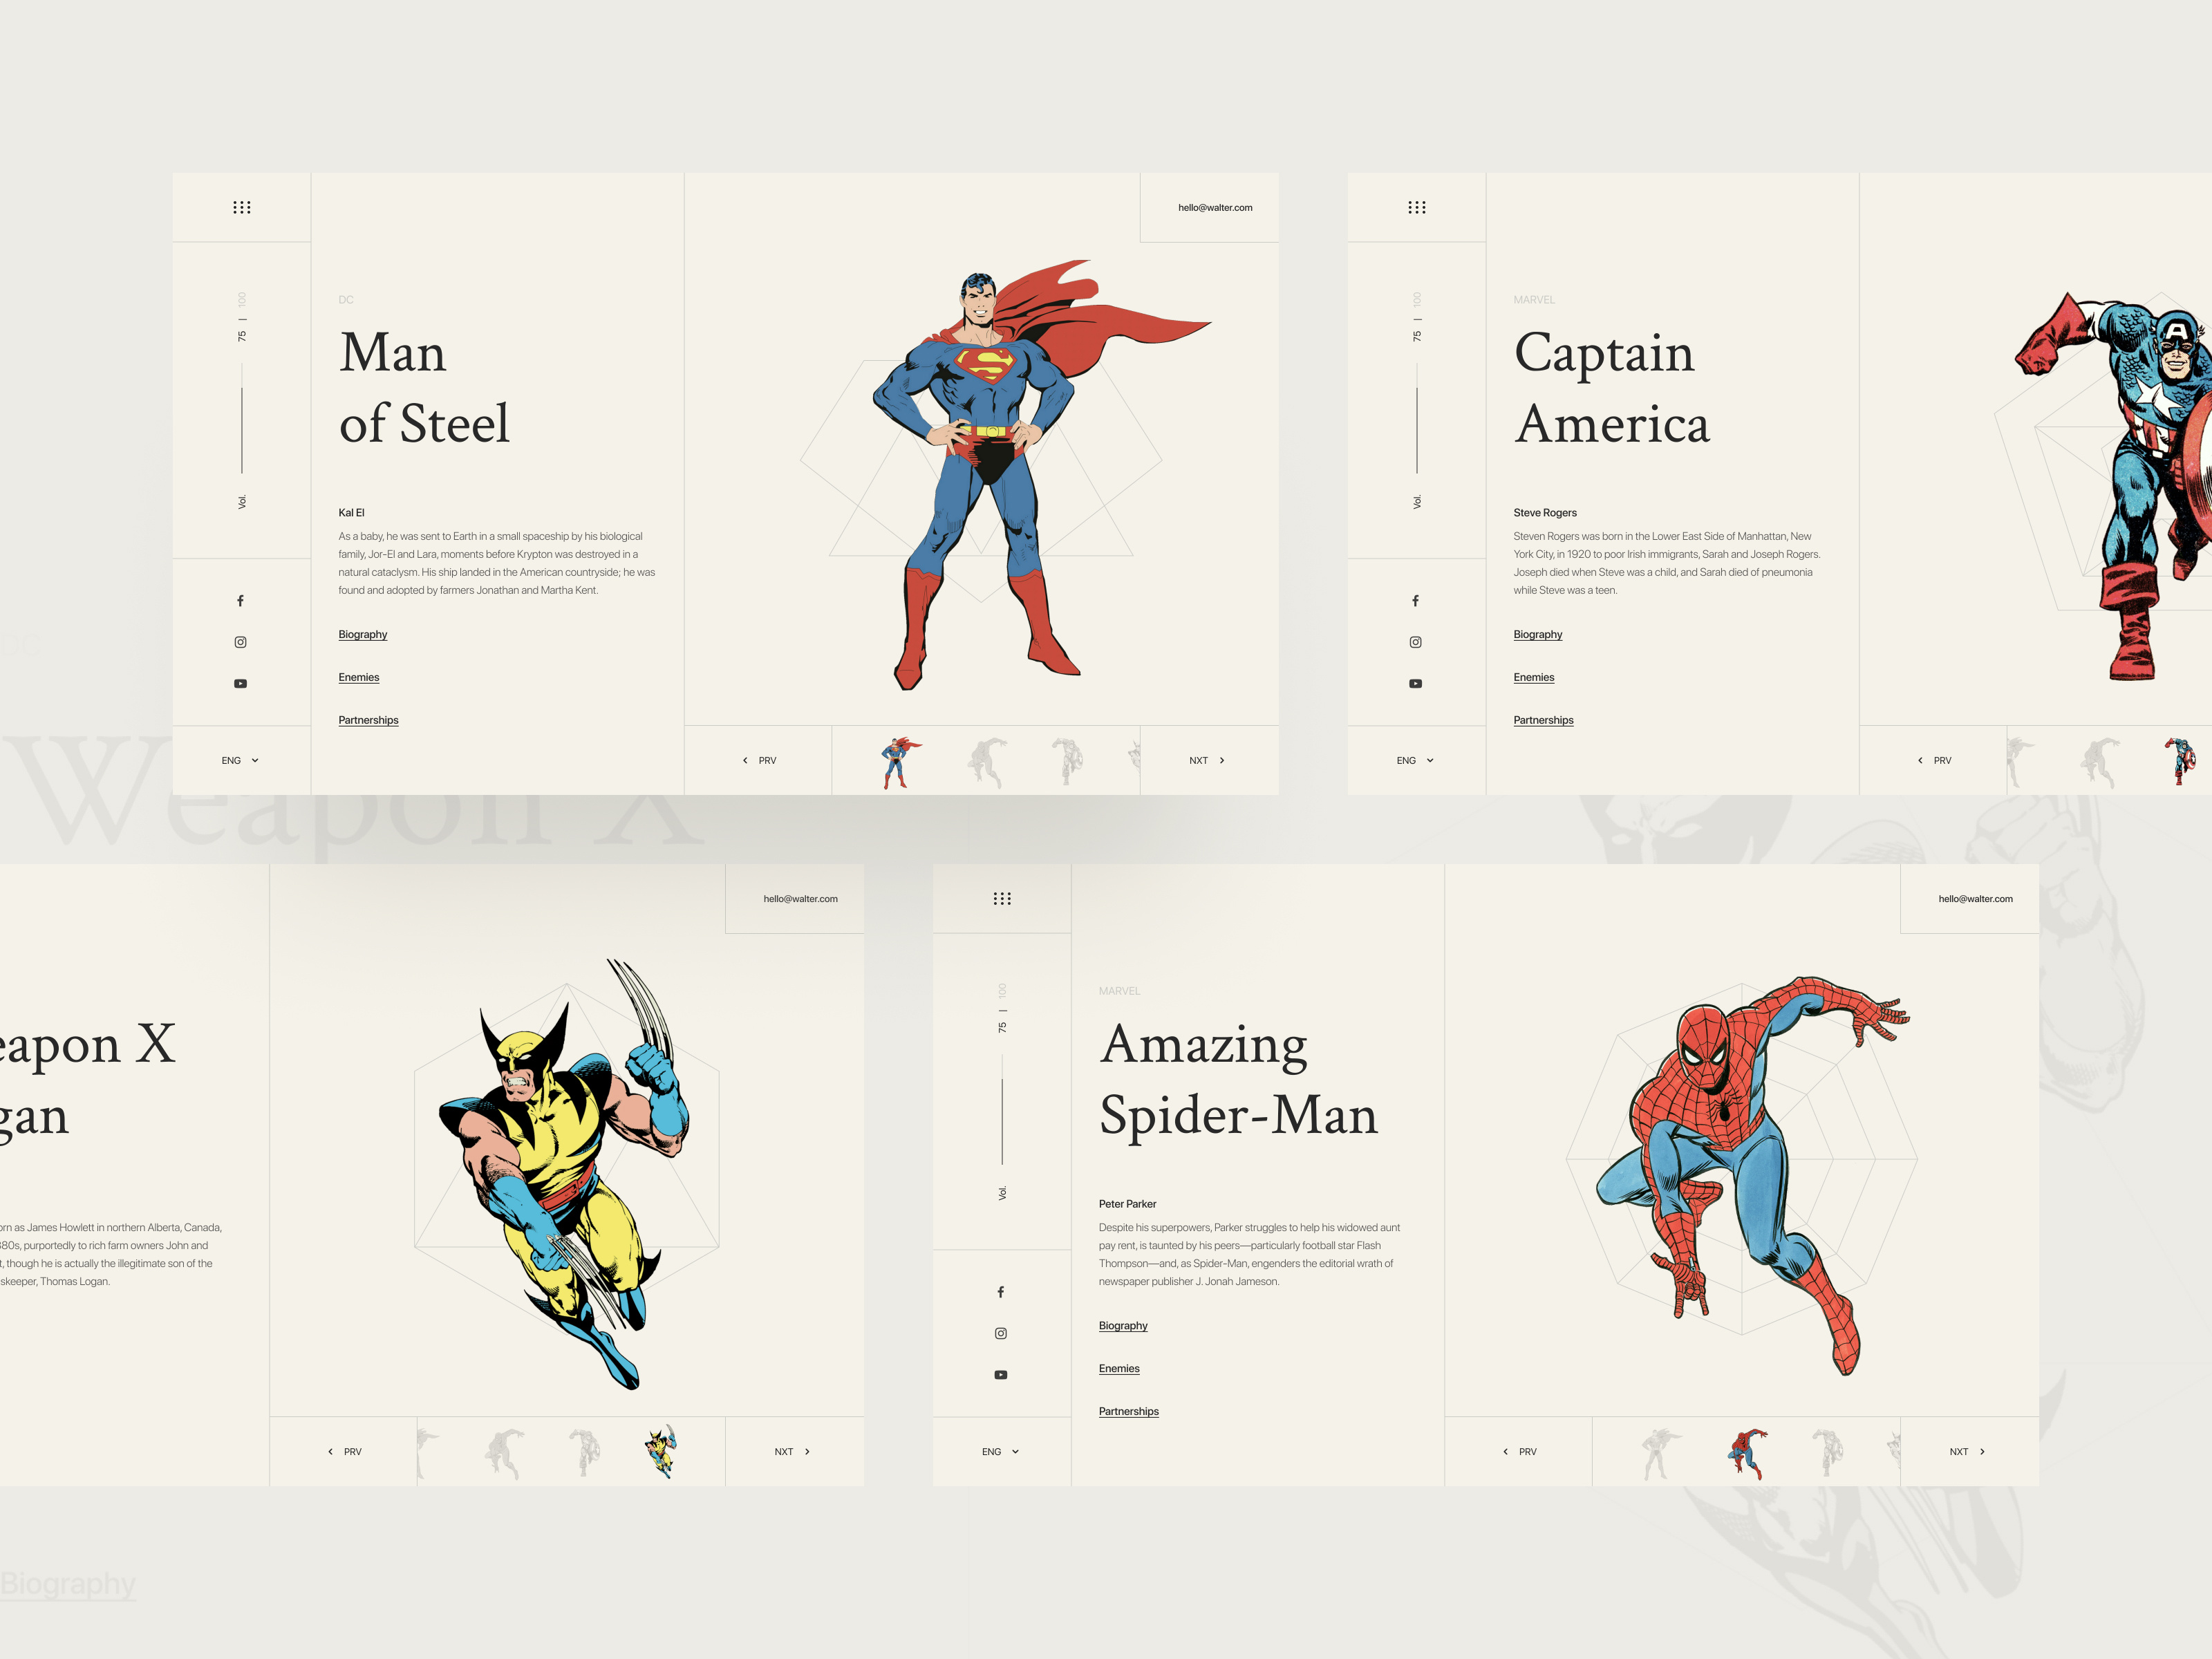 hello@walter.com
75 | 100
Vol.
DC
Man
of Steel
Kal El
As a baby, he was sent to Earth in a small spaceship by his biological
family, Jor-El and Lara, moments before Krypton was destroyed in a
natural cataclysm. His ship landed in the American countryside; he was
found and adopted by farmers Jonathan and Martha Kent.
Biography
Enemies
Partnerships
ENG
PRV
NXT
75 | 100
Vol.
MARVEL
Captain
America
Steve Rogers
Steven Rogers was born in the Lower East Side of Manhattan, New
York City, in 1920 to poor Irish immigrants, Sarah and Joseph Rogers.
Joseph died when Steve was a child, and Sarah died of pneumonia
while Steve was a teen.
Biography
Enemies
Partnerships
ENG
PRV
DC
Weapon X
hello@walter.com
eapon X
gan
orn as James Howlett in northern Alberta, Canada,
880s, purportedly to rich farm owners John and
t, though he is actually the illegitimate son of the
skeeper, Thomas Logan.
PRV
NXT
hello@walter.com
75 | 100
Vol.
MARVEL
Amazing
Spider-Man
Peter Parker
Despite his superpowers, Parker struggles to help his widowed aunt
pay rent, is taunted by his peers—particularly football star Flash
Thompson—and, as Spider-Man, engenders the editorial wrath of
newspaper publisher J. Jonah Jameson.
Biography
Enemies
Partnerships
ENG
PRV
NXT
Biography